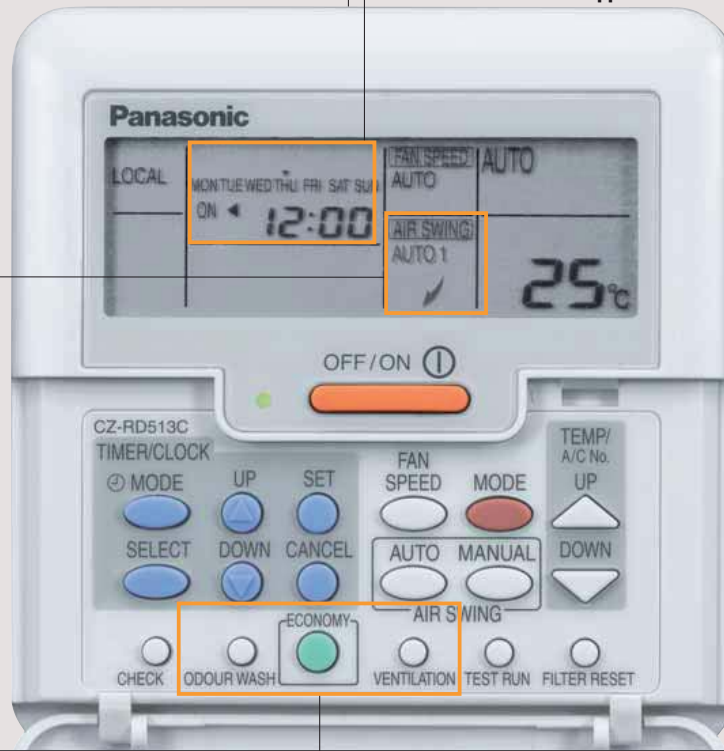 Panasonic
LOCAL
MON TUE WED THU FRI SAT SUN
ON 12:00
FAN SPEED
AUTO
AUTO
AIR SWING
AUTO 1
25°C
OFF/ON
CZ-RD513C
TIMER/CLOCK
MODE UP SET
SELECT DOWN CANCEL
FAN
SPEED MODE
AUTO MANUAL
AIR SWING
TEMP/
A/C No.
UP
DOWN
ECONOMY
CHECK ODOUR WASH VENTILATION TEST RUN FILTER RESET